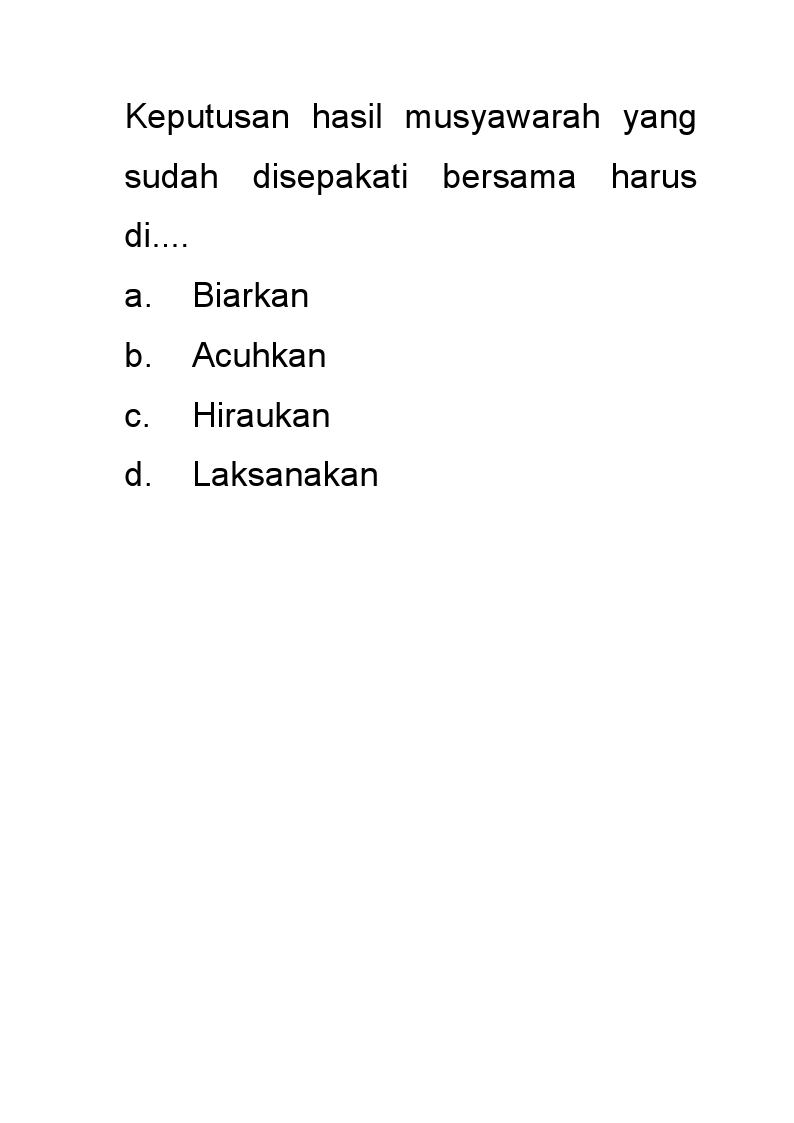 Keputusan hasil musyawarah yang
sudah disepakati bersama harus
di....
a. Biarkan
b. Acuhkan
c. Hiraukan
d. Laksanakan